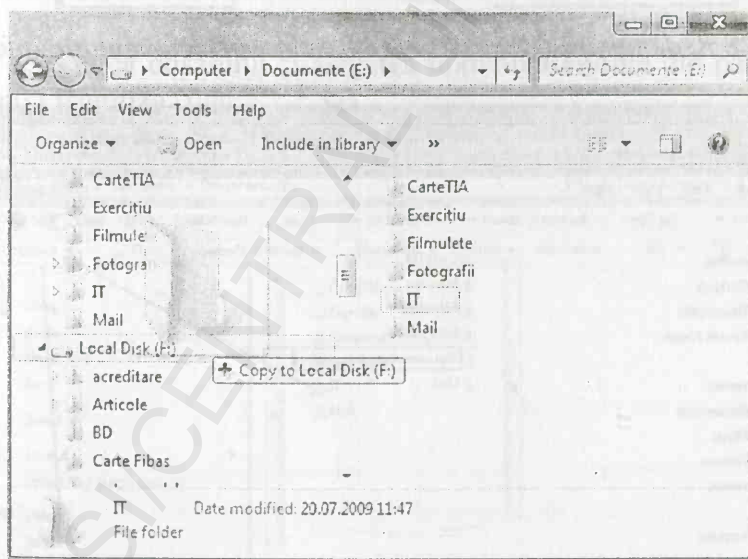 Computer ▸ Documente (E:) ▸
Search Documente (E:)
File Edit View Tools Help
Organize Open Include in library »
CarteTIA
Exercițiu
Filmule
Fotogra
IT
Mail
Local Disk (F:)
acreditare
Articole
BD
Carte Fibas
CarteTIA
Exercițiu
Filmulete
Fotografii
IT
Mail
Copy to Local Disk (F:)
IT Date modified: 20.07.2009 11:47
File folder